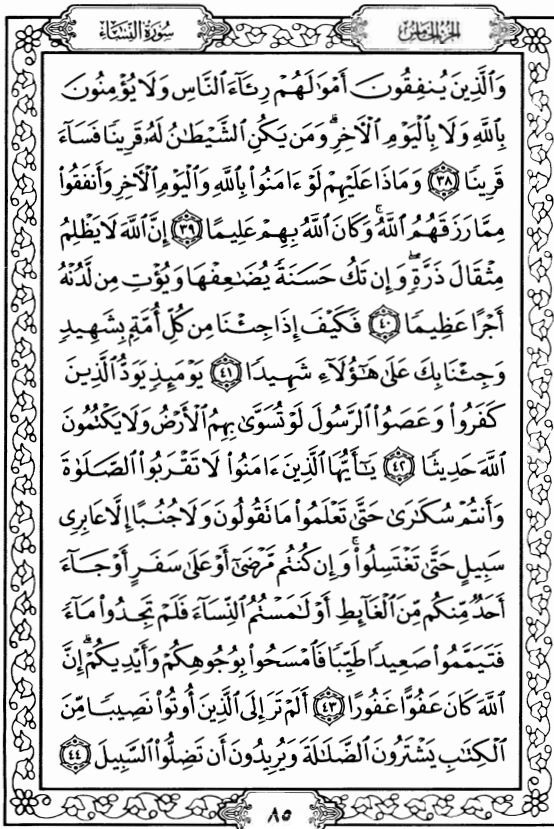 سُورَةُ النِّسَاءِ
الجُزْءُ الخَامِسُ
وَٱلَّذِينَ يُنفِقُونَ أَمْوَٰلَهُمْ رِئَآءَ ٱلنَّاسِ وَلَا يُؤْمِنُونَ
بِٱللَّهِ وَلَا بِٱلْيَوْمِ ٱلْأَخِرِ ۗ وَمَن يَكُنِ ٱلشَّيْطَٰنُ لَهُۥ قَرِينًا فَسَآءَ
قَرِينًا ٣٨ وَمَاذَا عَلَيْهِمْ لَوْ ءَامَنُوا۟ بِٱللَّهِ وَٱلْيَوْمِ ٱلْأَخِرِ وَأَنفَقُوا۟
مِمَّا رَزَقَهُمُ ٱللَّهُ ۚ وَكَانَ ٱللَّهُ بِهِمْ عَلِيمًا ٣٩ إِنَّ ٱللَّهَ لَا يَظْلِمُ
مِثْقَالَ ذَرَّةٍ ۖ وَإِن تَكُ حَسَنَةً يُضَٰعِفْهَا وَيُؤْتِ مِن لَّدُنْهُ
أَجْرًا عَظِيمًا ٤٠ فَكَيْفَ إِذَا جِئْنَا مِن كُلِّ أُمَّةٍۭ بِشَهِيدٍ
وَجِئْنَا بِكَ عَلَىٰ هَٰٓؤُلَآءِ شَهِيدًا ٤١ يَوْمَئِذٍ يَوَدُّ ٱلَّذِينَ
كَفَرُوا۟ وَعَصَوُا۟ ٱلرَّسُولَ لَوْ تُسَوَّىٰ بِهِمُ ٱلْأَرْضُ وَلَا يَكْتُمُونَ
ٱللَّهَ حَدِيثًا ٤٢ يَٰٓأَيُّهَا ٱلَّذِينَ ءَامَنُوا۟ لَا تَقْرَبُوا۟ ٱلصَّلَوٰةَ
وَأَنتُمْ سُكَٰرَىٰ حَتَّىٰ تَعْلَمُوا۟ مَا تَقُولُونَ وَلَا جُنُبًا إِلَّا عَابِرِى
سَبِيلٍ حَتَّىٰ تَغْتَسِلُوا۟ ۚ وَإِن كُنتُم مَّرْضَىٰٓ أَوْ عَلَىٰ سَفَرٍ أَوْ جَآءَ
أَحَدٌ مِّنكُم مِّنَ ٱلْغَآئِطِ أَوْ لَٰمَسْتُمُ ٱلنِّسَآءَ فَلَمْ تَجِدُوا۟ مَآءً
فَتَيَمَّمُوا۟ صَعِيدًا طَيِّبًا فَٱمْسَحُوا۟ بِوُجُوهِكُمْ وَأَيْدِيكُمْ ۗ إِنَّ
ٱللَّهَ كَانَ عَفُوًّا غَفُورًا ٤٣ أَلَمْ تَرَ إِلَى ٱلَّذِينَ أُوتُوا۟ نَصِيبًا مِّنَ
ٱلْكِتَٰبِ يَشْتَرُونَ ٱلضَّلَٰلَةَ وَيُرِيدُونَ أَن تَضِلُّوا۟ ٱلسَّبِيلَ ٤٤
٨٥